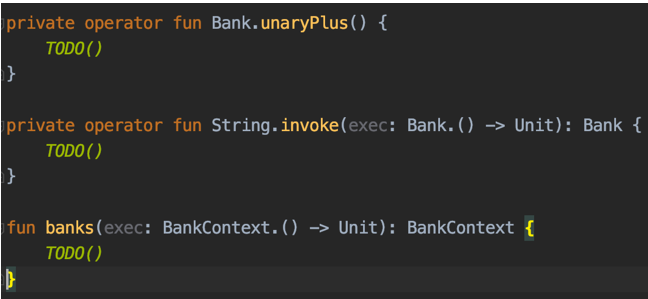 private operator fun Bank.unaryPlus() {
    TODO()
}
private operator fun String.invoke(exec: Bank.() -> Unit): Bank {
    TODO()
}
fun banks(exec: BankContext.() -> Unit): BankContext {
    TODO()
}